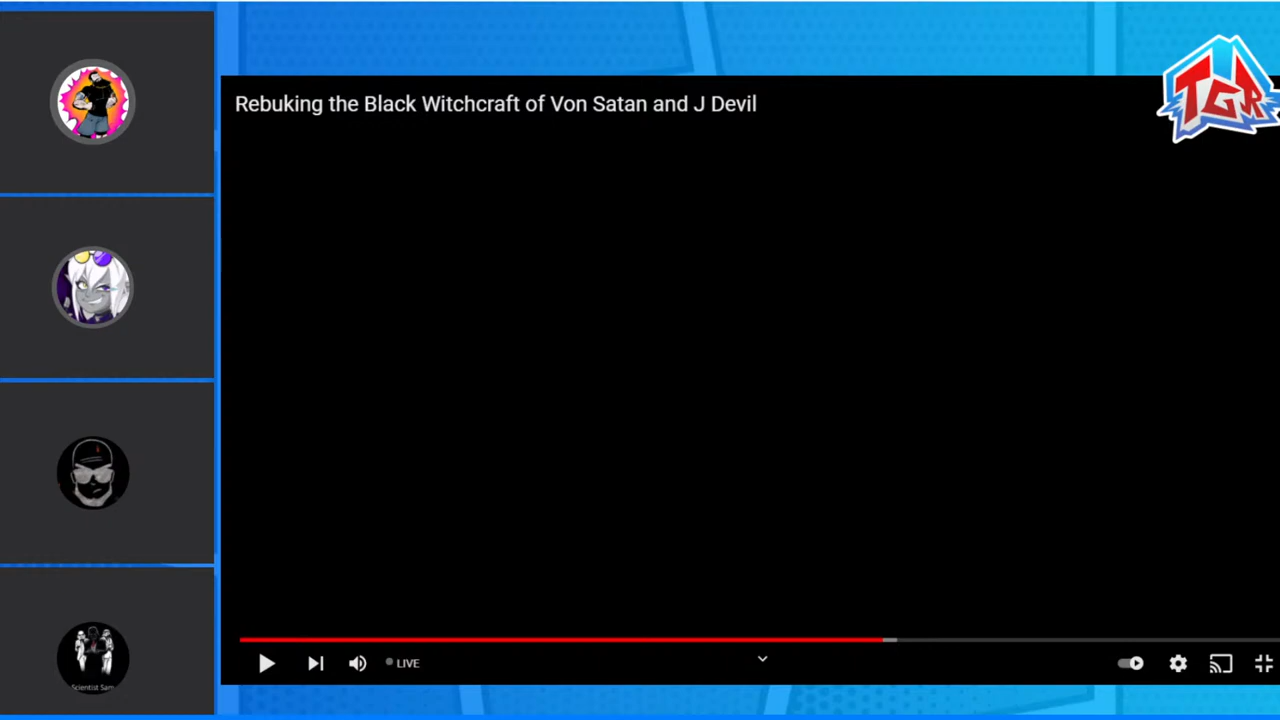 Rebuking the Black Witchcraft of Von Satan and J Devil
TGR
LIVE
Scientist Sam